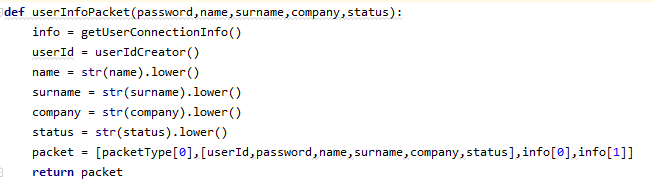 def userInfoPacket(password,name,surname,company,status):
    info = getUserConnectionInfo()
    userId = userIdCreator()
    name = str(name).lower()
    surname = str(surname).lower()
    company = str(company).lower()
    status = str(status).lower()
    packet = [packetType[0],[userId,password,name,surname,company,status],info[0],info[1]]
    return packet